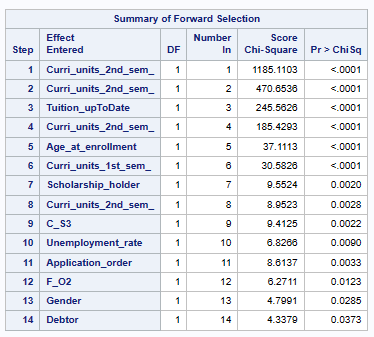 Summary of Forward Selection
Step Effect Entered DF Number In Score Chi-Square Pr > ChiSq
1 Curri_units_2nd_sem_ 1 1 1185.1103 <.0001
2 Curri_units_2nd_sem_ 1 2 470.6536 <.0001
3 Tuition_upToDate 1 3 245.5626 <.0001
4 Curri_units_2nd_sem_ 1 4 185.4293 <.0001
5 Age_at_enrollment 1 5 37.1113 <.0001
6 Curri_units_1st_sem_ 1 6 30.5826 <.0001
7 Scholarship_holder 1 7 9.5524 0.0020
8 Curri_units_2nd_sem_ 1 8 8.9523 0.0028
9 C_S3 1 9 9.4125 0.0022
10 Unemployment_rate 1 10 6.8266 0.0090
11 Application_order 1 11 8.6137 0.0033
12 F_O2 1 12 6.2711 0.0123
13 Gender 1 13 4.7991 0.0285
14 Debtor 1 14 4.3379 0.0373